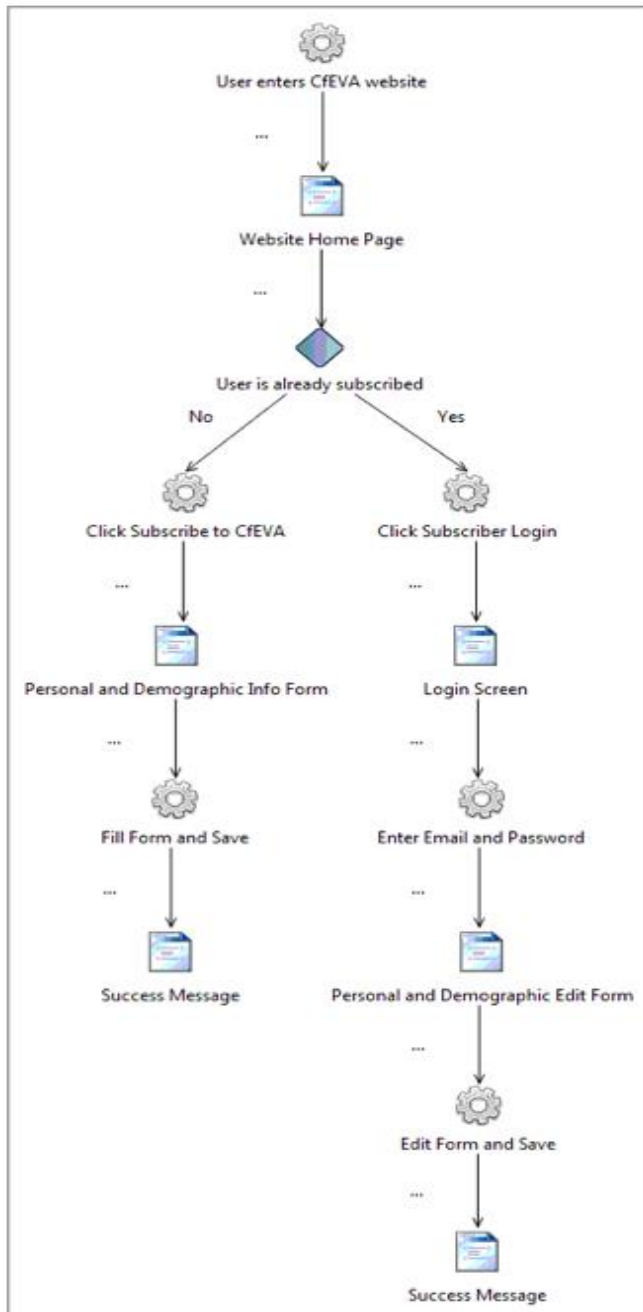 User enters CfEVA website
...
Website Home Page
...
User is already subscribed
No
Yes
Click Subscribe to CfEVA
Click Subscriber Login
...
...
Personal and Demographic Info Form
Login Screen
...
...
Fill Form and Save
Enter Email and Password
...
...
Success Message
Personal and Demographic Edit Form
...
Edit Form and Save
...
Success Message